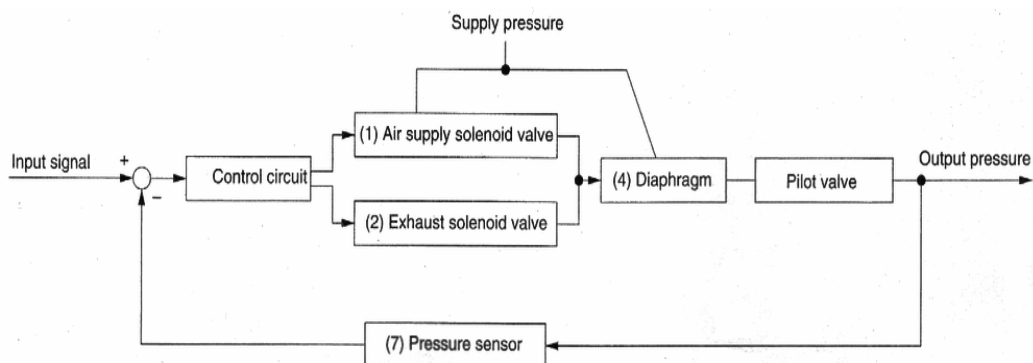 Supply pressure
(1) Air supply solenoid valve
Input signal
+
Control circuit
−
(4) Diaphragm
Pilot valve
Output pressure
(2) Exhaust solenoid valve
(7) Pressure sensor